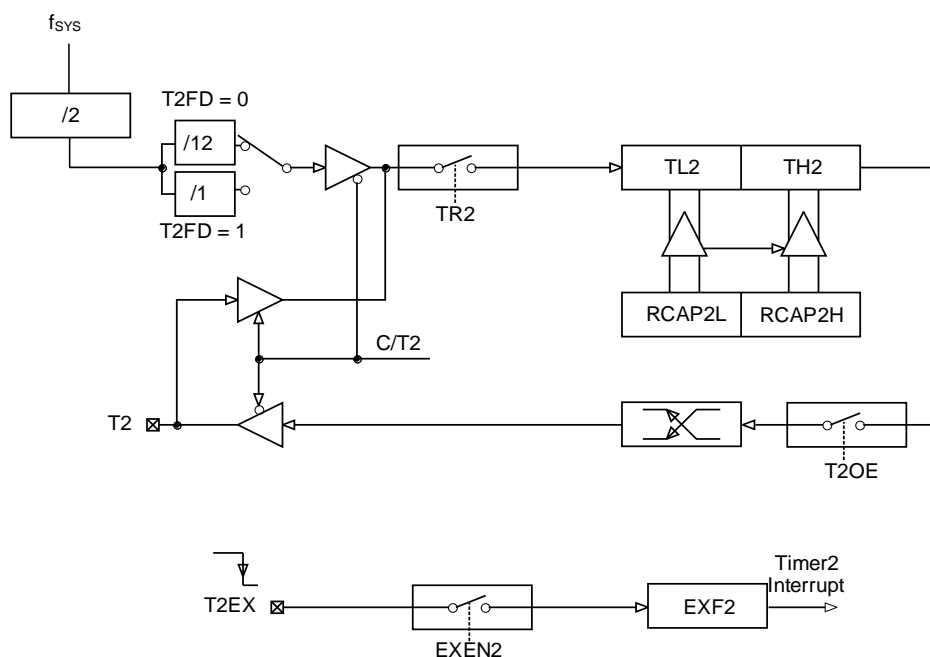 fSYS
/2
T2FD = 0
/12
/1
T2FD = 1
TR2
TL2
TH2
RCAP2L
RCAP2H
C/T2
T2
T2OE
T2EX
EXEN2
EXF2
Timer2
Interrupt